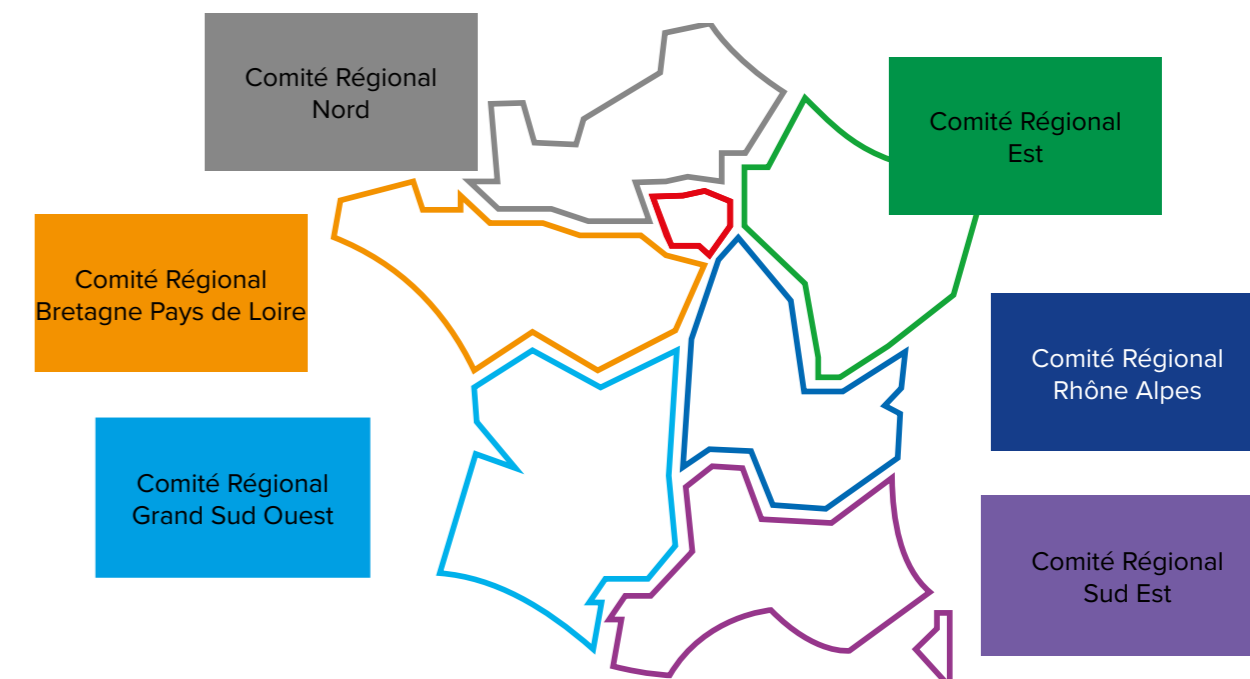 Comité Régional
Nord
Comité Régional
Est
Comité Régional
Bretagne Pays de Loire
Comité Régional
Rhône Alpes
Comité Régional
Grand Sud Ouest
Comité Régional
Sud Est